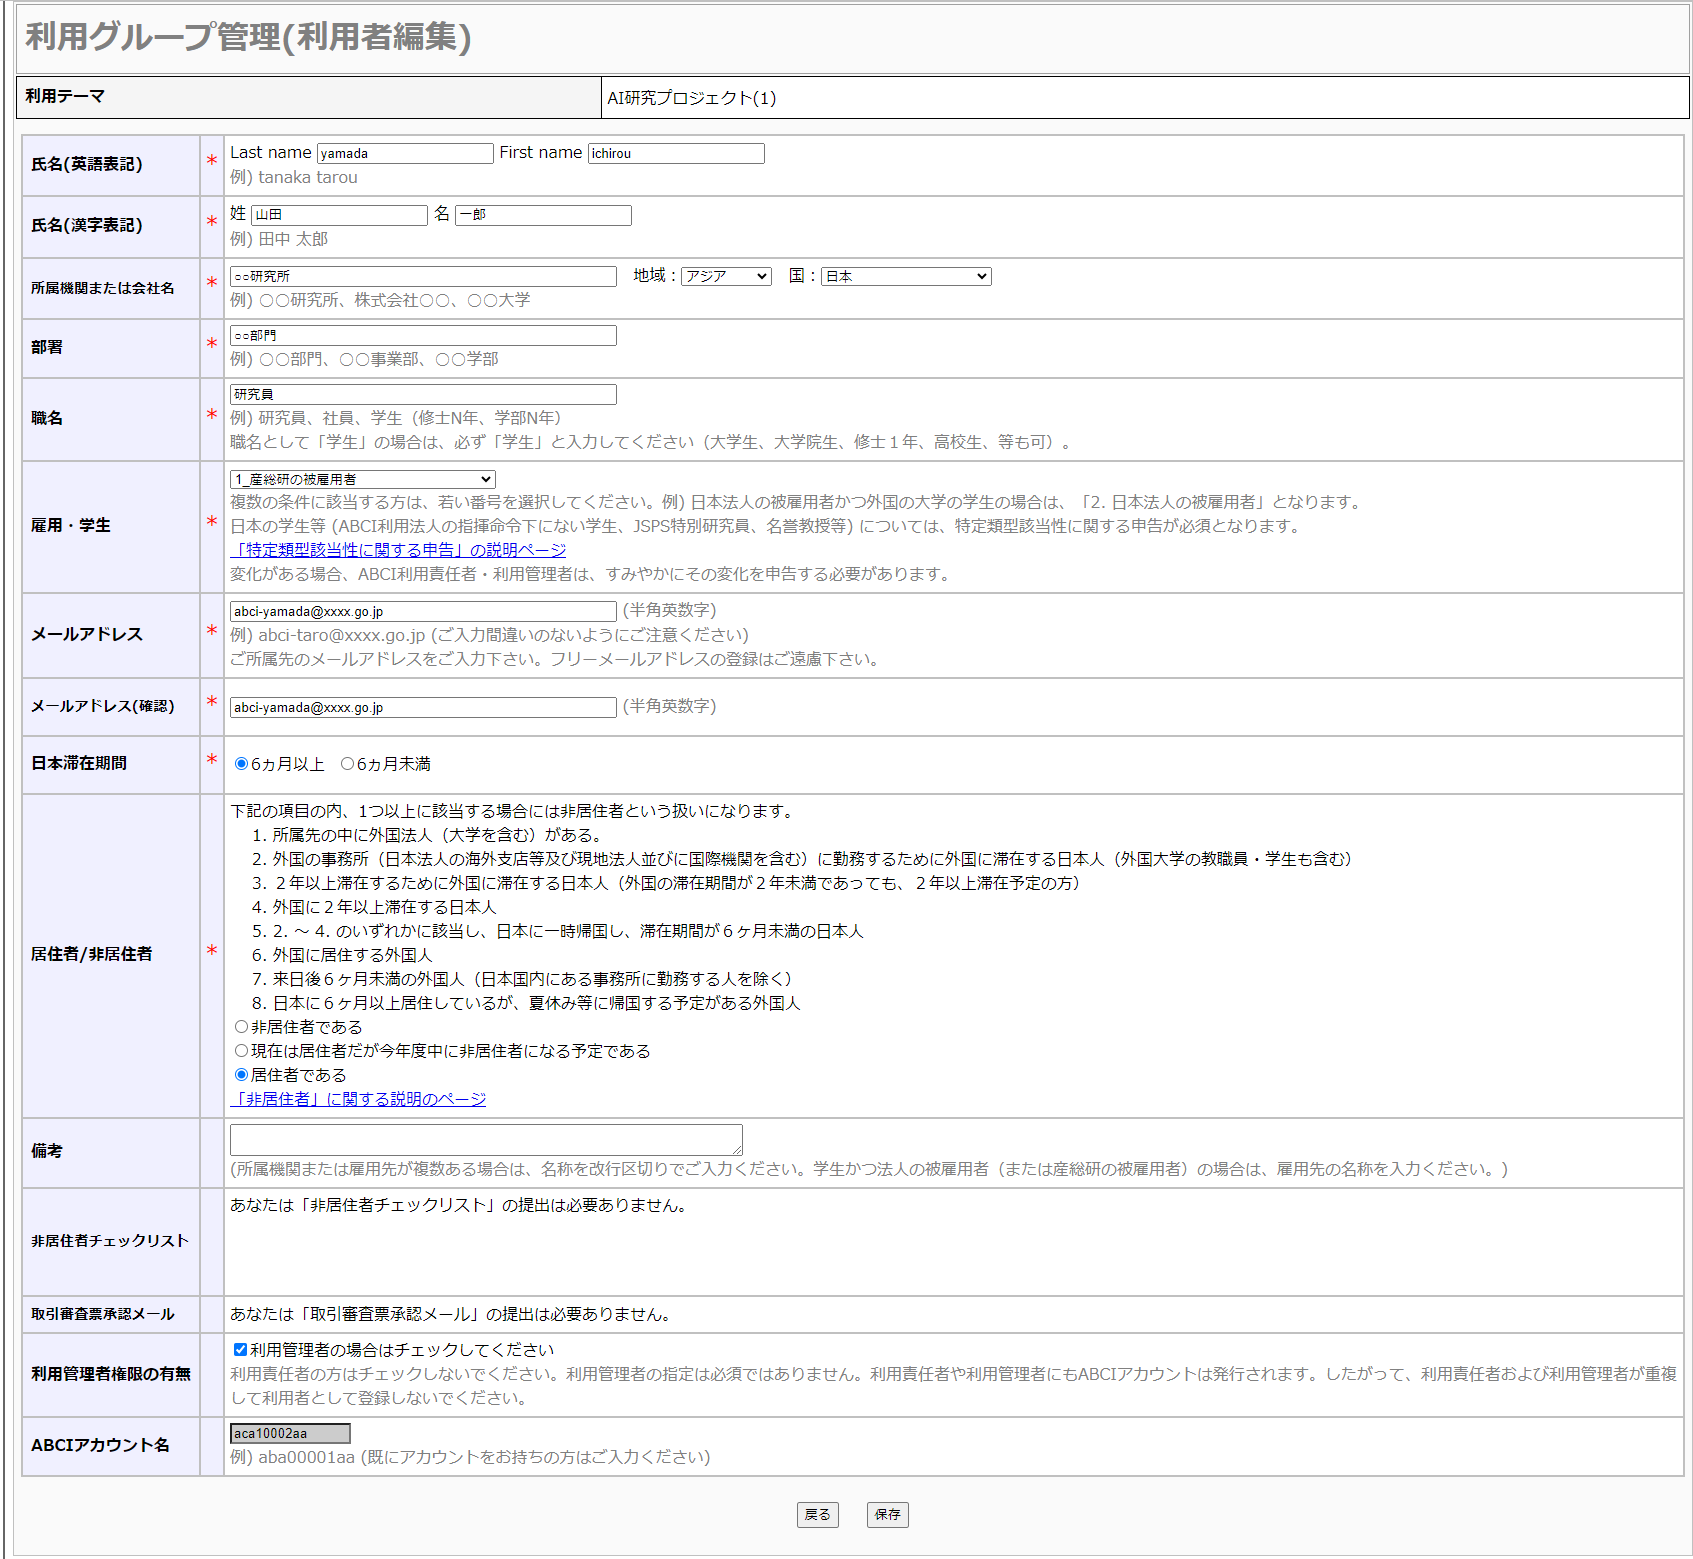 利用グループ管理(利用者編集)
利用テーマ AI研究プロジェクト(1)
氏名(英語表記) * Last name yamada First name ichirou
例) tanaka tarou
氏名(漢字表記) * 姓 山田 名 一郎
例) 田中 太郎
所属機関または会社名 * ○○研究所 地域：アジア 国：日本
例) ○○研究所、株式会社○○、○○大学
部署 * ○○部門
例) ○○部門、○○事業部、○○学部
職名 * 研究員
例) 研究員、社員、学生（修士N年、学部N年）
職名として「学生」の場合は、必ず「学生」と入力してください（大学生、大学院生、修士１年、高校生、等も可）。
雇用・学生 * 1_産総研の被雇用者
複数の条件に該当する方は、若い番号を選択してください。例) 日本法人の被雇用者かつ外国の大学の学生の場合は、「2. 日本法人の被雇用者」となります。
日本の学生等 (ABCI利用法人の指揮命令下にない学生、JSPS特別研究員、名誉教授等) については、特定類型該当性に関する申告が必須となります。
「特定類型該当性に関する申告」の説明ページ
変化がある場合、ABCI利用責任者・利用管理者は、すみやかにその変化を申告する必要があります。
メールアドレス * abci-yamada@xxxx.go.jp (半角英数字)
例) abci-taro@xxxx.go.jp (ご入力間違いのないようにご注意ください)
ご所属先のメールアドレスをご入力下さい。フリーメールアドレスの登録はご遠慮下さい。
メールアドレス(確認) * abci-yamada@xxxx.go.jp (半角英数字)
日本滞在期間 * 6ヵ月以上 6ヵ月未満
居住者/非居住者 *
下記の項目の内、1つ以上に該当する場合には非居住者という扱いになります。
1. 所属先の中に外国法人（大学を含む）がある。
2. 外国の事務所（日本法人の海外支店等及び現地法人並びに国際機関を含む）に勤務するために外国に滞在する日本人（外国大学の教職員・学生も含む）
3. ２年以上滞在するために外国に滞在する日本人（外国の滞在期間が２年未満であっても、２年以上滞在予定の方）
4. 外国に２年以上滞在する日本人
5. 2. ～ 4. のいずれかに該当し、日本に一時帰国し、滞在期間が６ヶ月未満の日本人
6. 外国に居住する外国人
7. 来日後６ヶ月未満の外国人（日本国内にある事務所に勤務する人を除く）
8. 日本に６ヶ月以上居住しているが、夏休み等に帰国する予定がある外国人
非居住者である
現在は居住者だが今年度中に非居住者になる予定である
居住者である
「非居住者」に関する説明のページ
備考
(所属機関または雇用先が複数ある場合は、名称を改行区切りでご入力ください。学生かつ法人の被雇用者（または産総研の被雇用者）の場合は、雇用先の名称を入力ください。)
非居住者チェックリスト あなたは「非居住者チェックリスト」の提出は必要ありません。
取引審査票承認メール あなたは「取引審査票承認メール」の提出は必要ありません。
利用管理者権限の有無 利用管理者の場合はチェックしてください
利用責任者の方はチェックしないでください。利用管理者の指定は必須ではありません。利用責任者や利用管理者にもABCIアカウントは発行されます。したがって、利用責任者および利用管理者が重複
して利用者として登録しないでください。
ABCIアカウント名 aca10002aa
例) aba00001aa (既にアカウントをお持ちの方はご入力ください)
戻る 保存